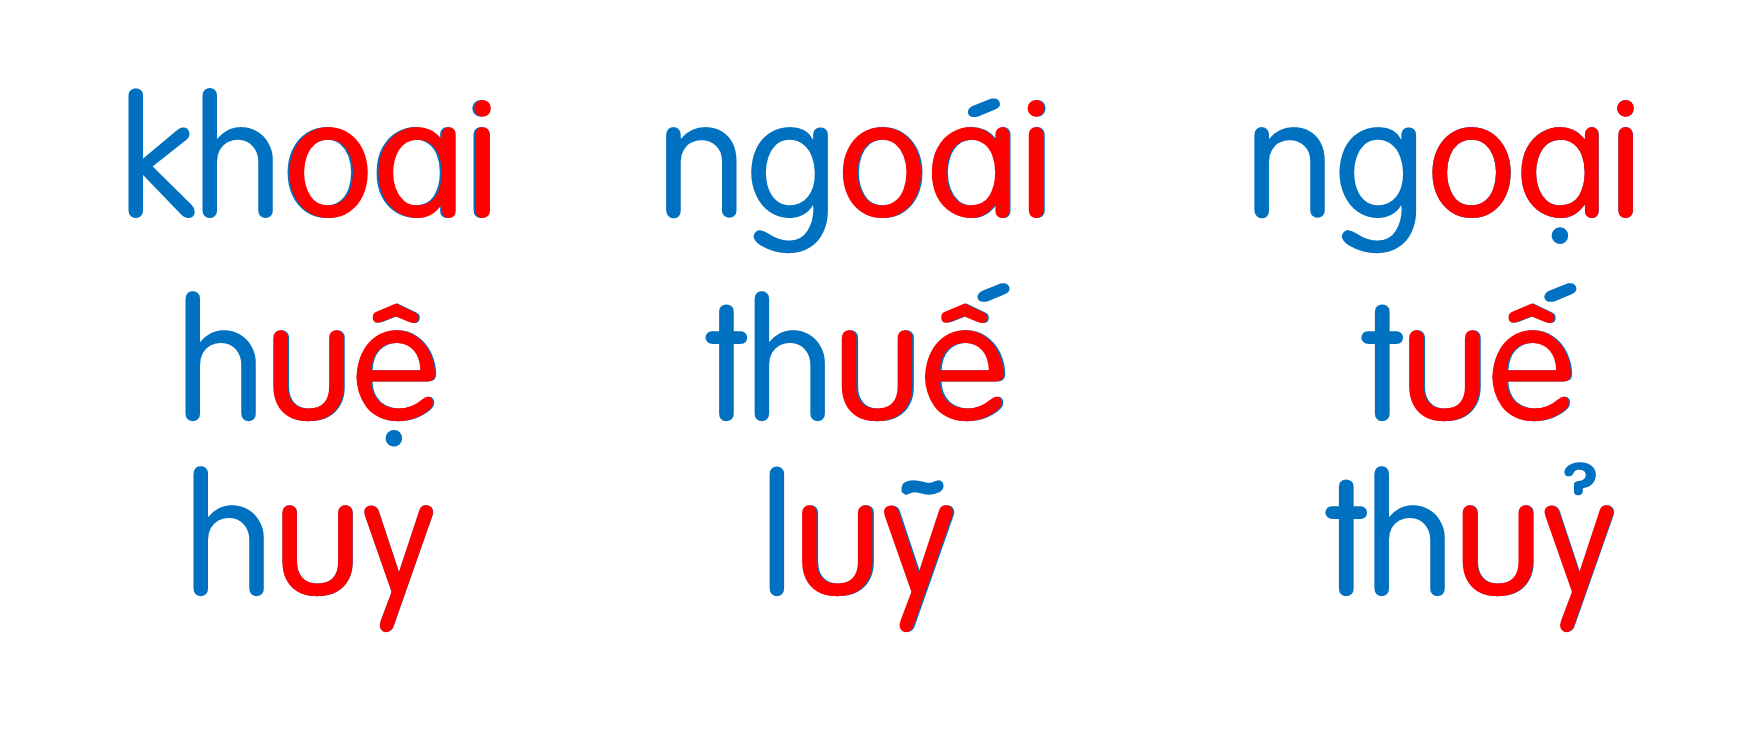 khoai ngoái ngoại
huệ thuế tuế
huy luỹ thuỷ